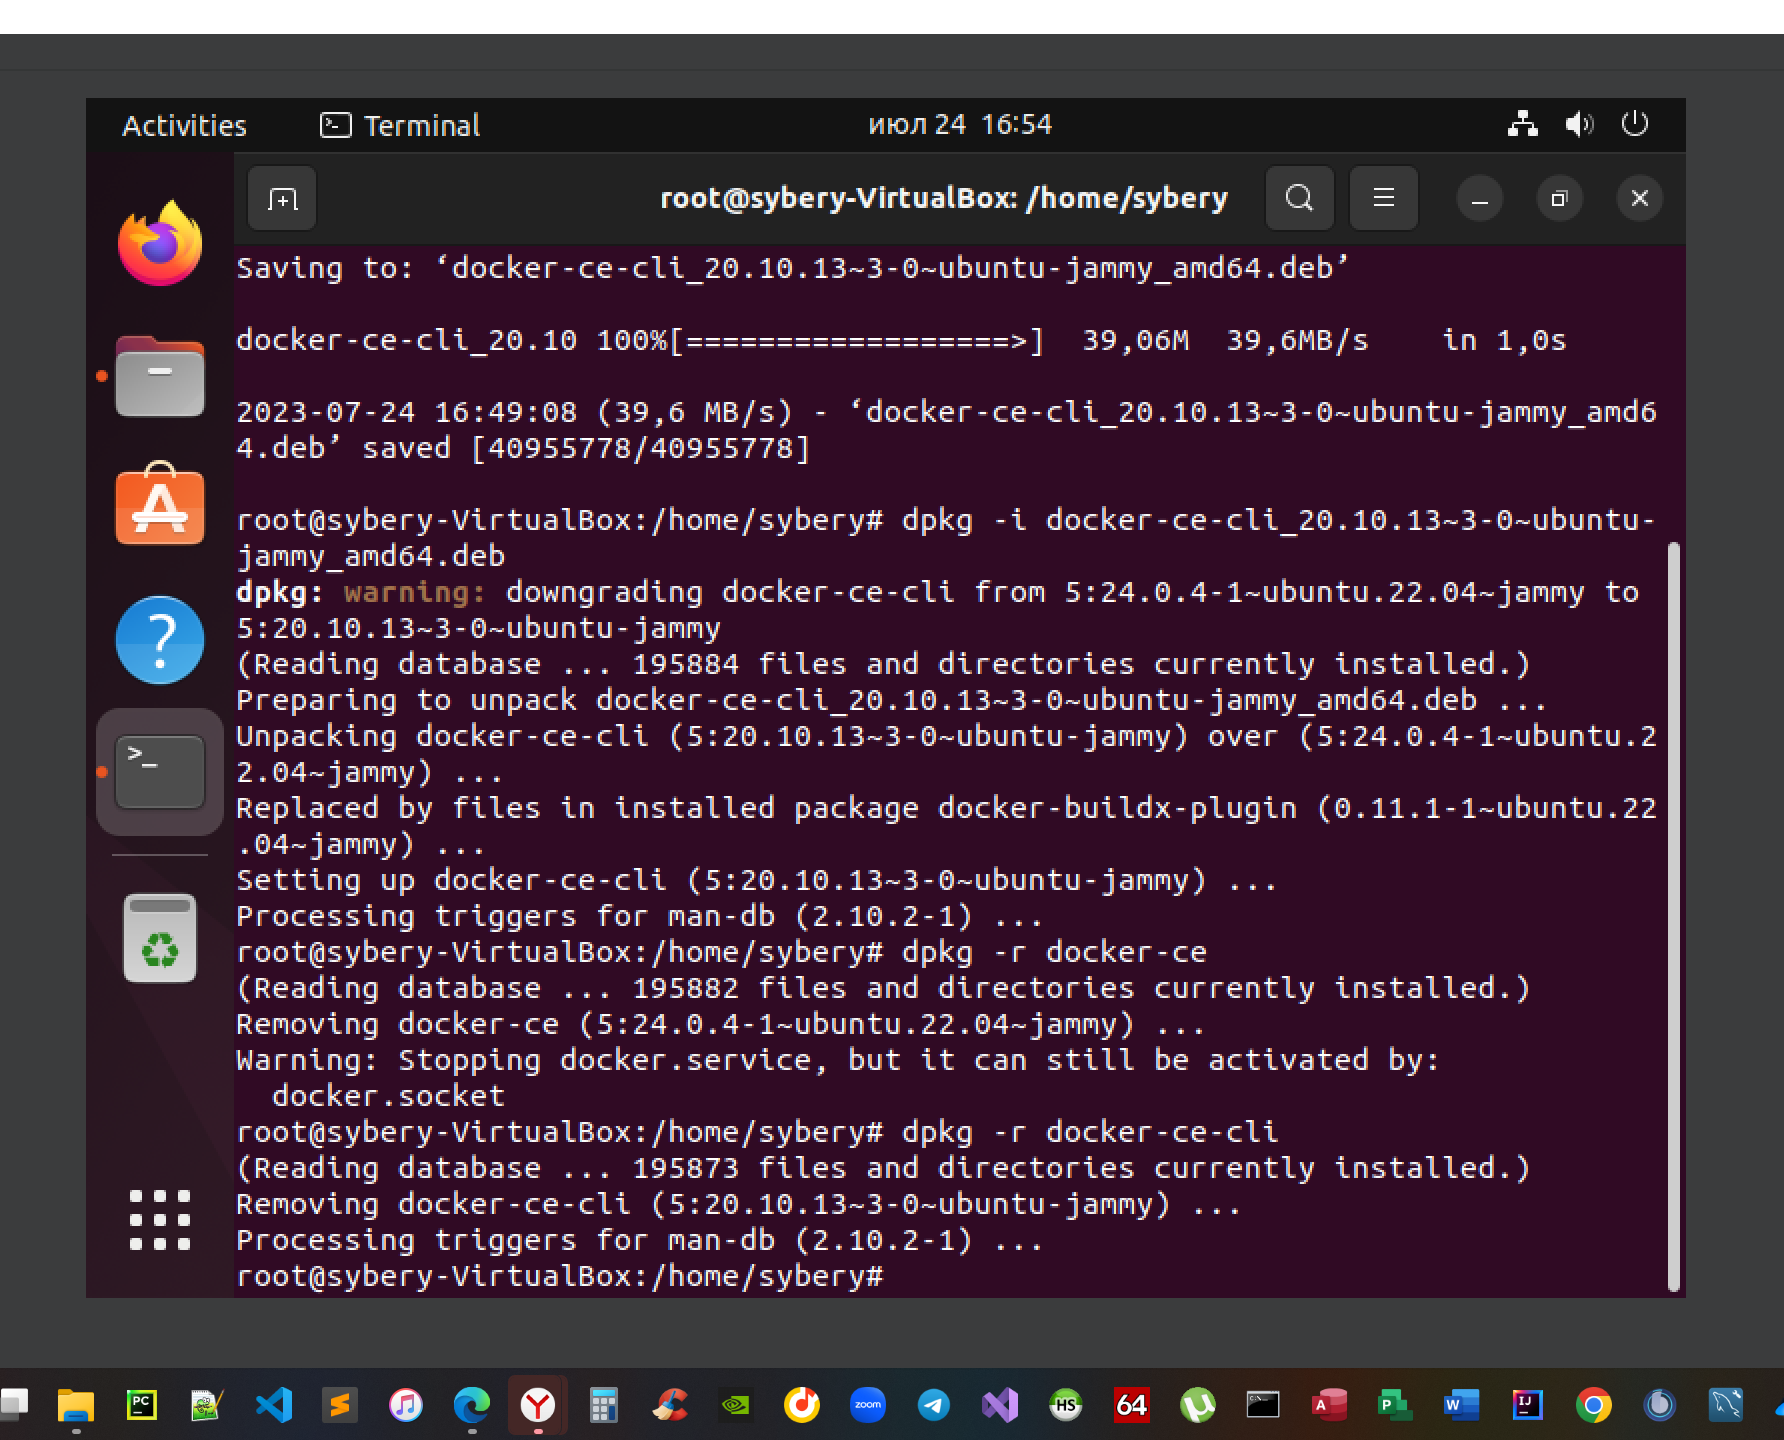 Activities Terminal июл 24 16:54
root@sybery-VirtualBox: /home/sybery
Saving to: ‘docker-ce-cli_20.10.13~3-0~ubuntu-jammy_amd64.deb’
docker-ce-cli_20.10 100%[==================>] 39,06M 39,6MB/s in 1,0s
2023-07-24 16:49:08 (39,6 MB/s) - ‘docker-ce-cli_20.10.13~3-0~ubuntu-jammy_amd6
4.deb’ saved [40955778/40955778]
root@sybery-VirtualBox:/home/sybery# dpkg -i docker-ce-cli_20.10.13~3-0~ubuntu-
jammy_amd64.deb
dpkg: warning: downgrading docker-ce-cli from 5:24.0.4-1~ubuntu.22.04~jammy to
5:20.10.13~3-0~ubuntu-jammy
(Reading database ... 195884 files and directories currently installed.)
Preparing to unpack docker-ce-cli_20.10.13~3-0~ubuntu-jammy_amd64.deb ...
Unpacking docker-ce-cli (5:20.10.13~3-0~ubuntu-jammy) over (5:24.0.4-1~ubuntu.2
2.04~jammy) ...
Replaced by files in installed package docker-buildx-plugin (0.11.1-1~ubuntu.22
.04~jammy) ...
Setting up docker-ce-cli (5:20.10.13~3-0~ubuntu-jammy) ...
Processing triggers for man-db (2.10.2-1) ...
root@sybery-VirtualBox:/home/sybery# dpkg -r docker-ce
(Reading database ... 195882 files and directories currently installed.)
Removing docker-ce (5:24.0.4-1~ubuntu.22.04~jammy) ...
Warning: Stopping docker.service, but it can still be activated by:
  docker.socket
root@sybery-VirtualBox:/home/sybery# dpkg -r docker-ce-cli
(Reading database ... 195873 files and directories currently installed.)
Removing docker-ce-cli (5:20.10.13~3-0~ubuntu-jammy) ...
Processing triggers for man-db (2.10.2-1) ...
root@sybery-VirtualBox:/home/sybery#
PC zoom HS 64 A P W IJ